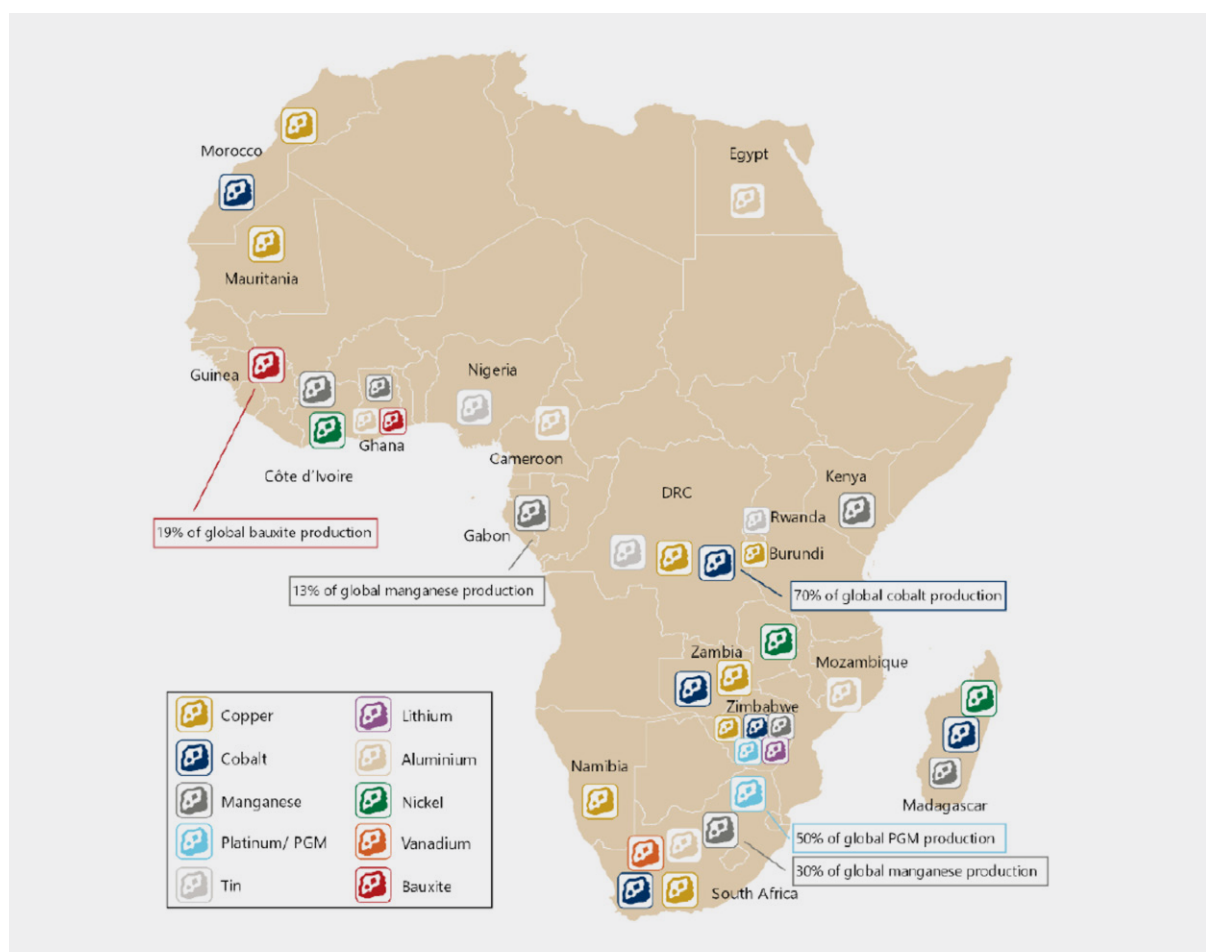 Morocco
Egypt
Mauritania
Guinea
Nigeria
Ghana
Cameroon
Côte d'Ivoire
DRC
Kenya
Rwanda
19% of global bauxite production
Gabon
Burundi
13% of global manganese production
70% of global cobalt production
Zambia
Mozambique
Zimbabwe
Copper
Lithium
Cobalt
Aluminium
Namibia
Manganese
Nickel
Madagascar
Platinum/ PGM
Vanadium
50% of global PGM production
30% of global manganese production
Tin
Bauxite
South Africa